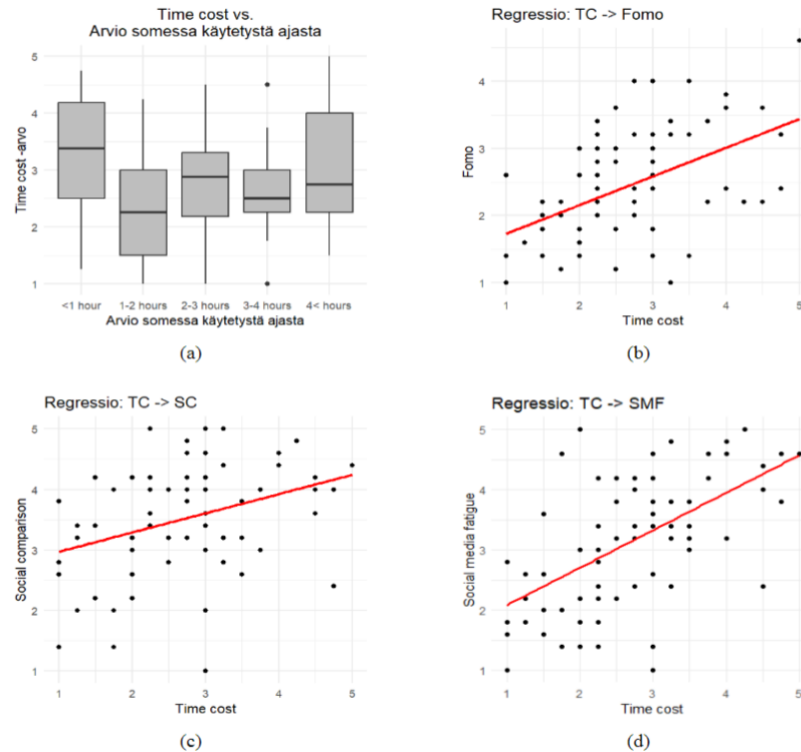 Time cost vs.
Arvio somessa käytetystä ajasta
Time cost -arvo
5
4
3
2
1
<1 hour 1-2 hours 2-3 hours 3-4 hours 4< hours
Arvio somessa käytetystä ajasta
(a)
Regressio: TC -> Fomo
Fomo
4
3
2
1
1 2 3 4 5
Time cost
(b)
Regressio: TC -> SC
Social comparison
5
4
3
2
1
1 2 3 4 5
Time cost
(c)
Regressio: TC -> SMF
Social media fatigue
5
4
3
2
1
1 2 3 4 5
Time cost
(d)